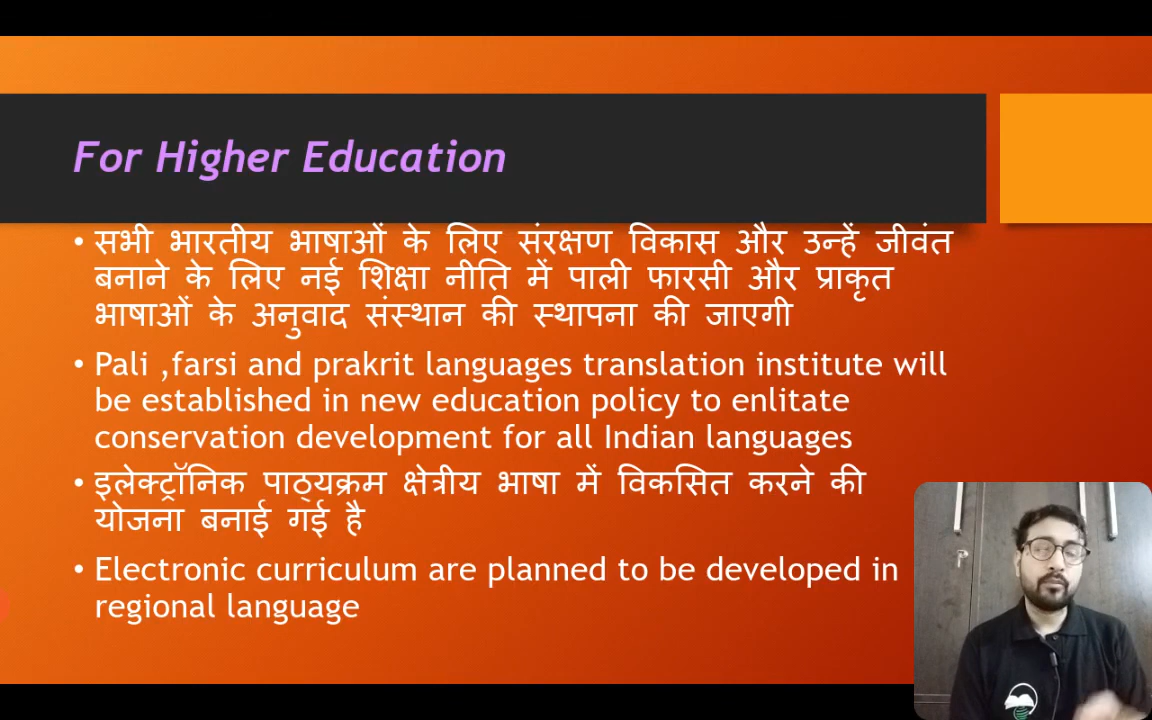 For Higher Education
• सभी भारतीय भाषाओं के लिए संरक्षण विकास और उन्हें जीवंत
बनाने के लिए नई शिक्षा नीति में पाली फारसी और प्राकृत
भाषाओं के अनुवाद संस्थान की स्थापना की जाएगी
• Pali ,farsi and prakrit languages translation institute will
be established in new education policy to enlitate
conservation development for all Indian languages
• इलेक्ट्रॉनिक पाठ्यक्रम क्षेत्रीय भाषा में विकसित करने की
योजना बनाई गई है
• Electronic curriculum are planned to be developed in
regional language